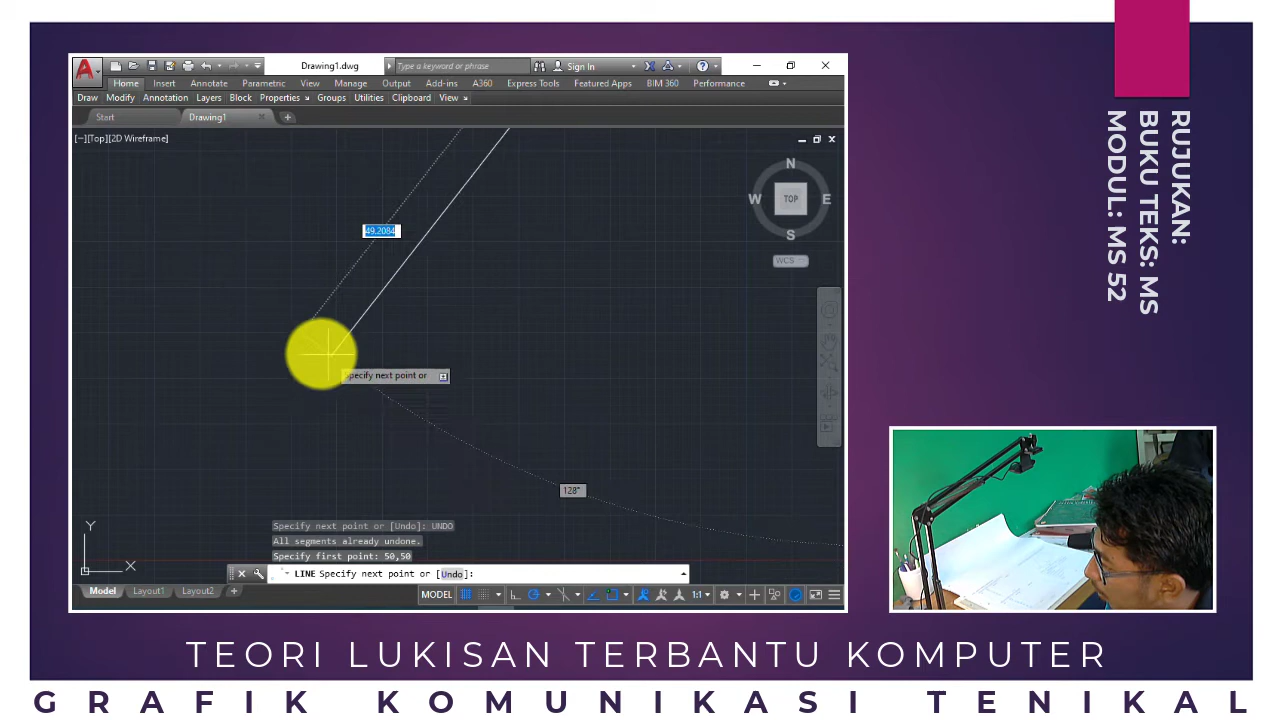 Drawing1.dwg
Type a keyword or phrase
Sign In
Home Insert Annotate Parametric View Manage Output Add-ins A360 Express Tools Featured Apps BIM 360 Performance
Draw Modify Annotation Layers Block Properties Groups Utilities Clipboard View
Start Drawing1
[−][Top][2D Wireframe]
N
W TOP E
S
WCS
49.2084
Specify next point or
128°
Y
X
Specify next point or [Undo]: UNDO
All segments already undone.
Specify first point: 50,50
LINE Specify next point or [Undo]:
Model Layout1 Layout2
MODEL 1:1
RUJUKAN:
BUKU TEKS: MS
MODUL: MS 52
TEORI LUKISAN TERBANTU KOMPUTER
GRAFIK KOMUNIKASI TENIKAL